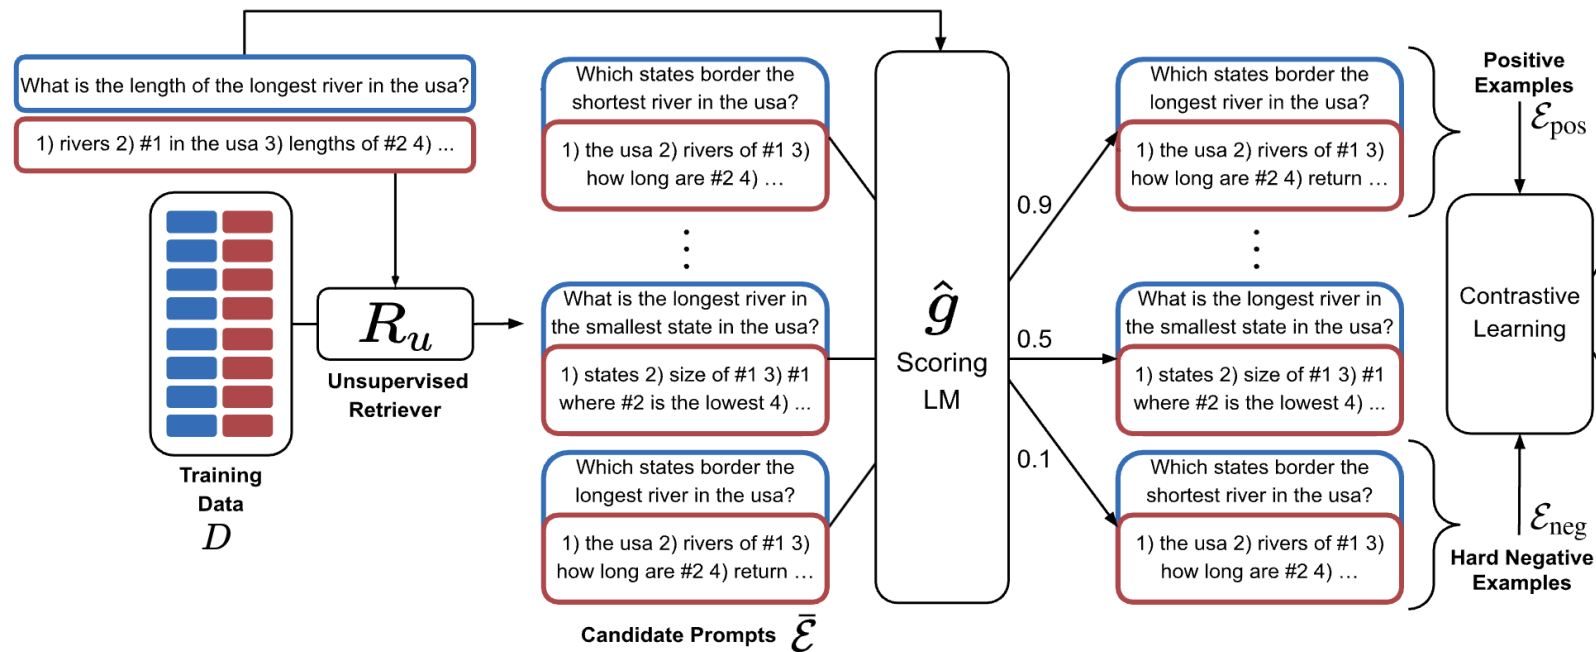 What is the length of the longest river in the usa?
1) rivers 2) #1 in the usa 3) lengths of #2 4) ...
Training
Data
D
R_u
Unsupervised
Retriever
Which states border the
shortest river in the usa?
1) the usa 2) rivers of #1 3)
how long are #2 4) …
⋮
What is the longest river in
the smallest state in the usa?
1) states 2) size of #1 3) #1
where #2 is the lowest 4) ...
Which states border the
longest river in the usa?
1) the usa 2) rivers of #1 3)
how long are #2 4) return …
Candidate Prompts ℰ̄
ĝ
Scoring
LM
0.9
0.5
0.1
Which states border the
longest river in the usa?
1) the usa 2) rivers of #1 3)
how long are #2 4) return …
⋮
What is the longest river in
the smallest state in the usa?
1) states 2) size of #1 3) #1
where #2 is the lowest 4) ...
Which states border the
shortest river in the usa?
1) the usa 2) rivers of #1 3)
how long are #2 4) …
Positive
Examples
ℰ_pos
Contrastive
Learning
ℰ_neg
Hard Negative
Examples